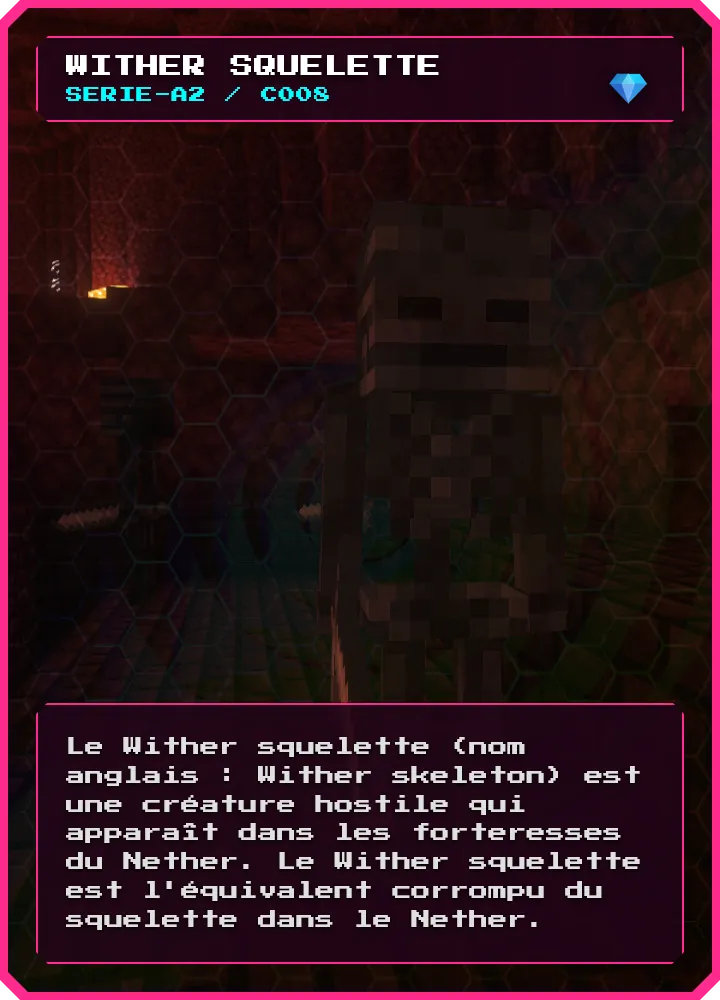 WITHER SQUELETTE
SERIE-A2 / C008
Le Wither squelette (nom
anglais : Wither skeleton) est
une créature hostile qui
apparaît dans les forteresses
du Nether. Le Wither squelette
est l'équivalent corrompu du
squelette dans le Nether.